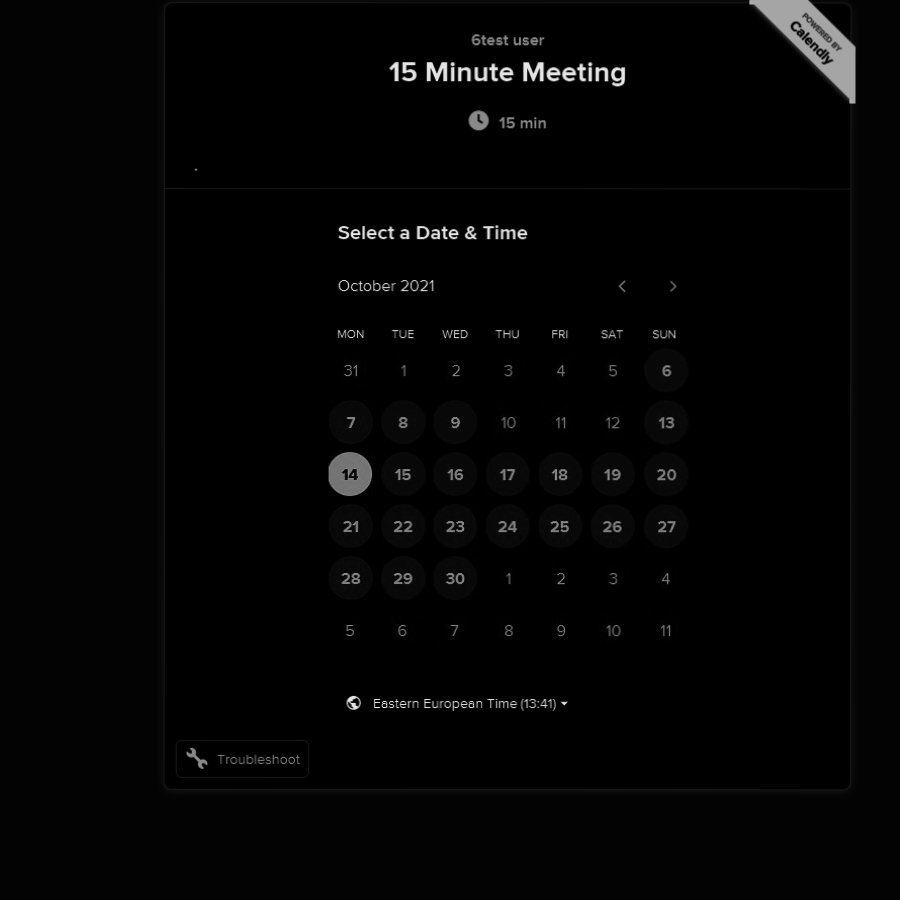 POWERED BY
Calendly
6test user
15 Minute Meeting
15 min
.
Select a Date & Time
October 2021
MON TUE WED THU FRI SAT SUN
31 1 2 3 4 5 6
7 8 9 10 11 12 13
14 15 16 17 18 19 20
21 22 23 24 25 26 27
28 29 30 1 2 3 4
5 6 7 8 9 10 11
Eastern European Time (13:41)
Troubleshoot